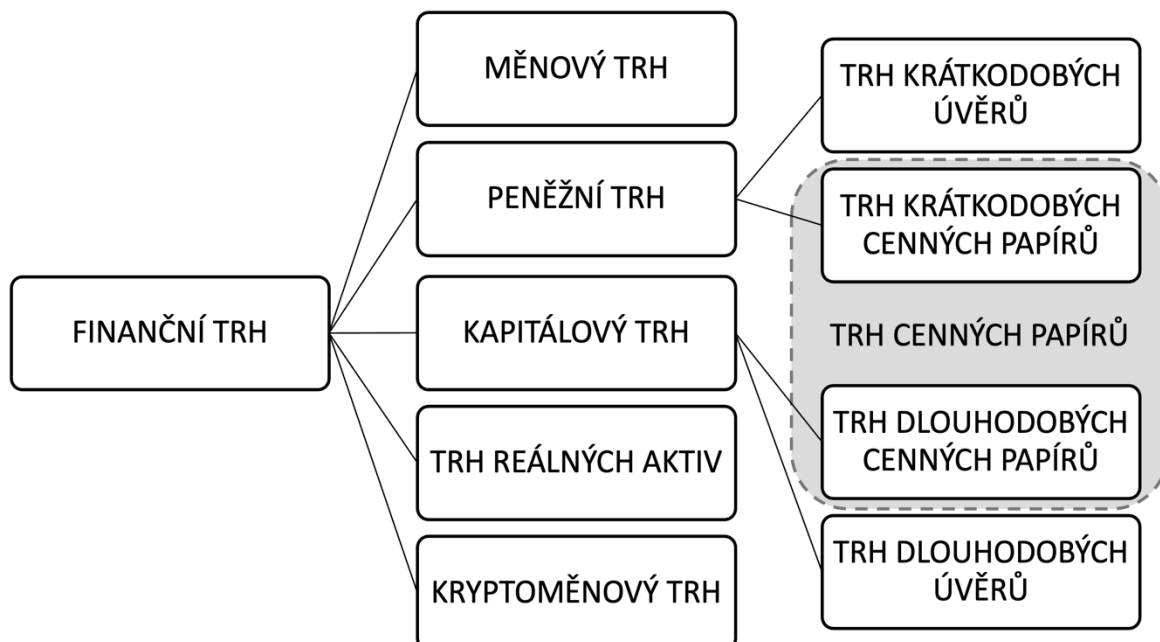 FINANČNÍ TRH
MĚNOVÝ TRH
PENĚŽNÍ TRH
KAPITÁLOVÝ TRH
TRH REÁLNÝCH AKTIV
KRYPTOMĚNOVÝ TRH
TRH KRÁTKODOBÝCH
ÚVĚRŮ
TRH KRÁTKODOBÝCH
CENNÝCH PAPÍRŮ
TRH CENNÝCH PAPÍRŮ
TRH DLOUHODOBÝCH
CENNÝCH PAPÍRŮ
TRH DLOUHODOBÝCH
ÚVĚRŮ